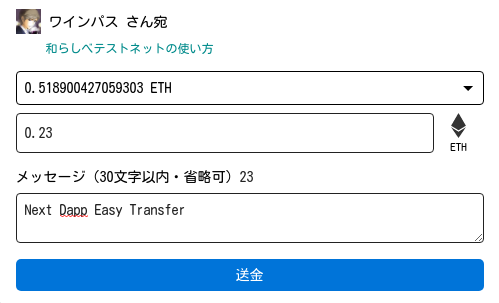 ワインパス さん宛
和らしべテストネットの使い方
0.518900427059303 ETH
0.23
ETH
メッセージ（30文字以内・省略可）23
Next Dapp Easy Transfer
送金